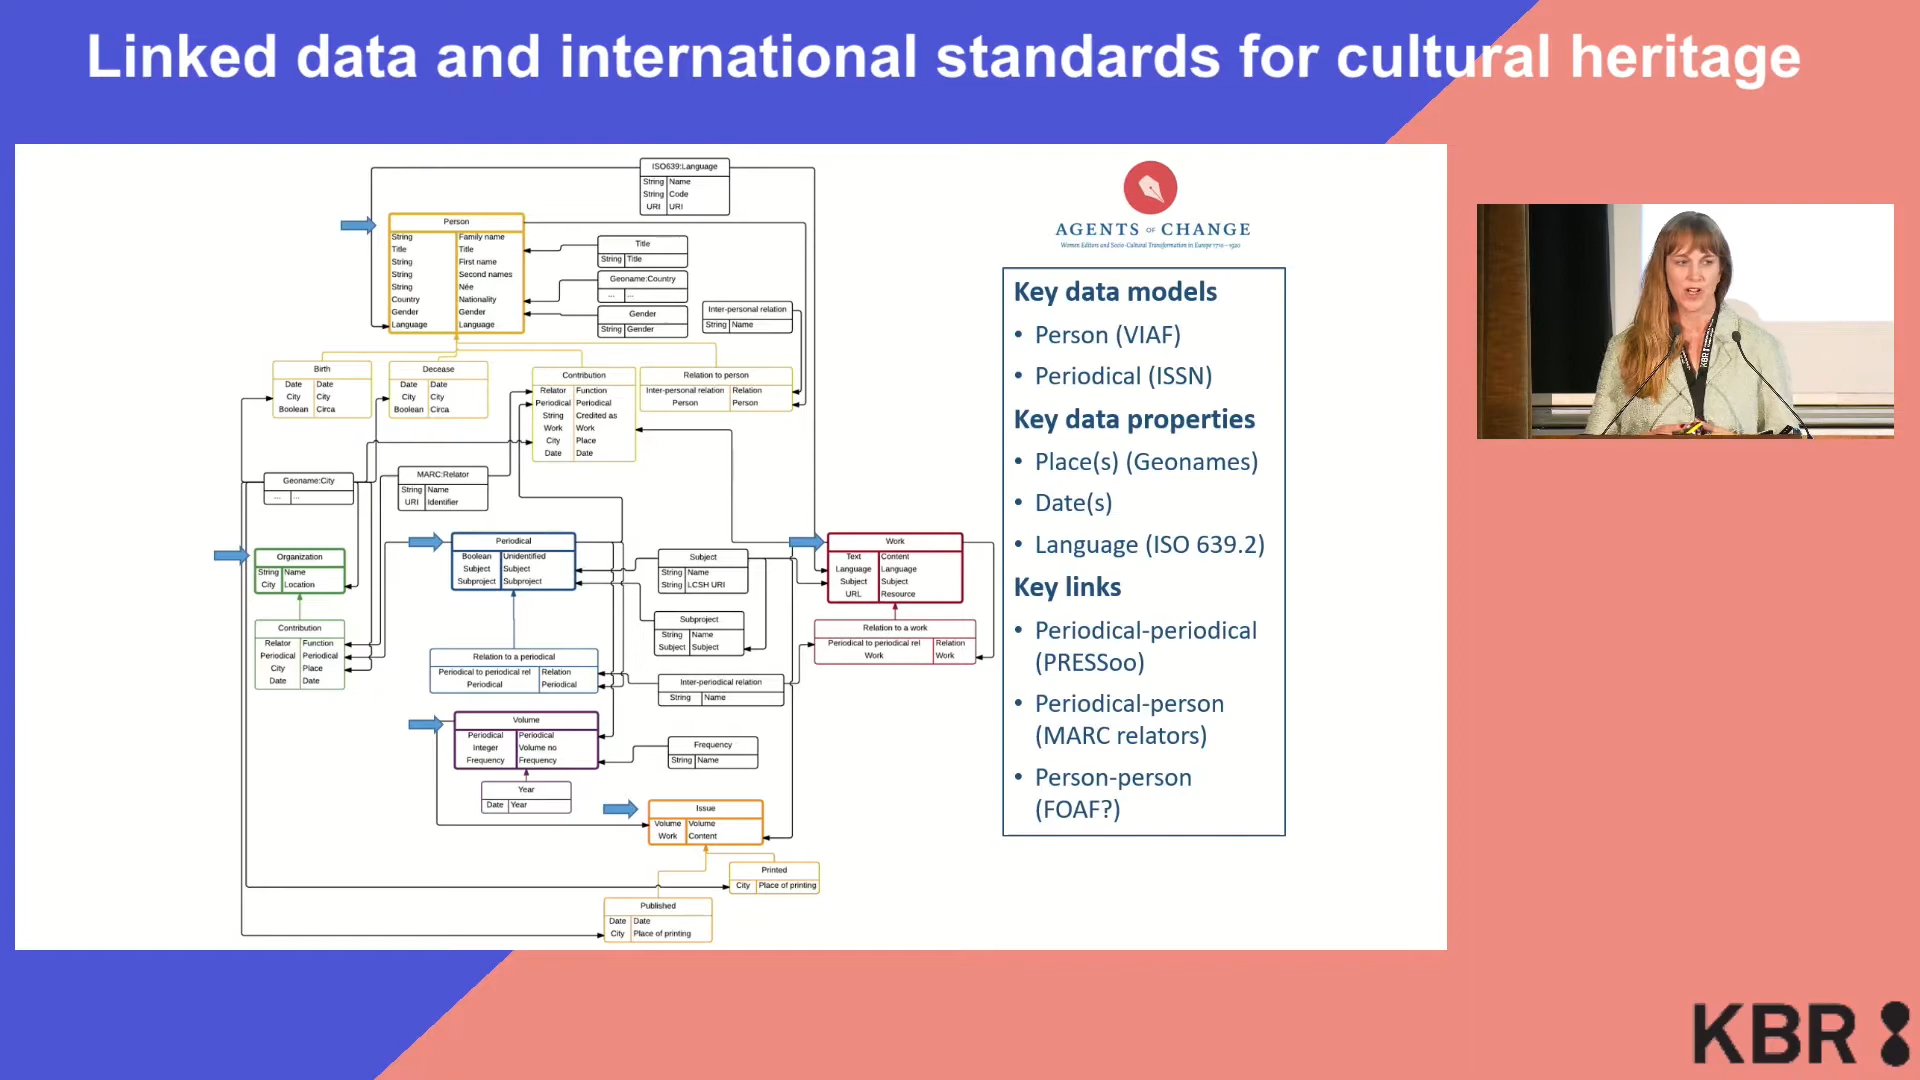 Linked data and international standards for cultural heritage
ISO639:Language
String Name
String Code
URI URI
Person
String Family name
Title Title
String First name
String Second names
String Née
Country Nationality
Gender Gender
Language Language
Title
String Title
Geoname:Country
... ...
Gender
String Gender
Inter-personal relation
String Name
Birth
Date Date
City City
Boolean Circa
Decease
Date Date
City City
Boolean Circa
Contribution
Relator Function
Periodical Periodical
String Credited as
Work Work
City Place
Date Date
Relation to person
Inter-personal relation Relation
Person Person
Geoname:City
... ...
MARC:Relator
String Name
URI Identifier
Organization
String Name
City Location
Contribution
Relator Function
Periodical Periodical
City Place
Date Date
Periodical
Boolean Unidentified
Subject Subject
Subproject Subproject
Subject
String Name
String LCSH URI
Subproject
String Name
Subject Subject
Work
Text Content
Language Language
Subject Subject
URL Resource
Relation to a work
Periodical to periodical rel Relation
Work Work
Relation to a periodical
Periodical to periodical rel Relation
Periodical Periodical
Inter-periodical relation
String Name
Volume
Periodical Periodical
Integer Volume no
Frequency Frequency
Frequency
String Name
Year
Date Year
Issue
Volume Volume
Work Content
Printed
City Place of printing
Published
Date Date
City Place of printing
AGENTS OF CHANGE
Women Editors and Socio-Cultural Transformation in Europe 1710–1920
Key data models
• Person (VIAF)
• Periodical (ISSN)
Key data properties
• Place(s) (Geonames)
• Date(s)
• Language (ISO 639.2)
Key links
• Periodical-periodical
(PRESSoo)
• Periodical-person
(MARC relators)
• Person-person
(FOAF?)
KBR
KBR